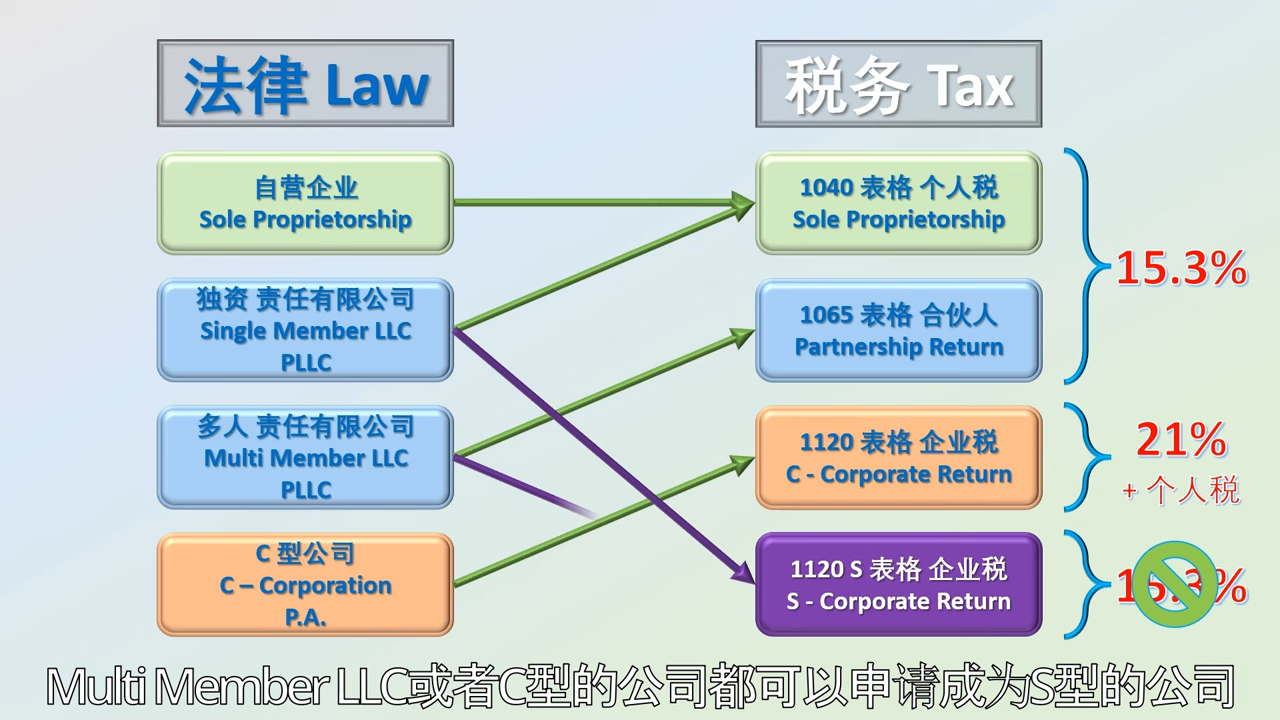 法律 Law
税务 Tax
自营企业
Sole Proprietorship
1040 表格 个人税
Sole Proprietorship
15.3%
独资 责任有限公司
Single Member LLC
PLLC
1065 表格 合伙人
Partnership Return
多人 责任有限公司
Multi Member LLC
PLLC
1120 表格 企业税
C - Corporate Return
21%
+ 个人税
C 型公司
C – Corporation
P.A.
1120 S 表格 企业税
S - Corporate Return
15.3%
Multi Member LLC或者C型的公司都可以申请成为S型的公司